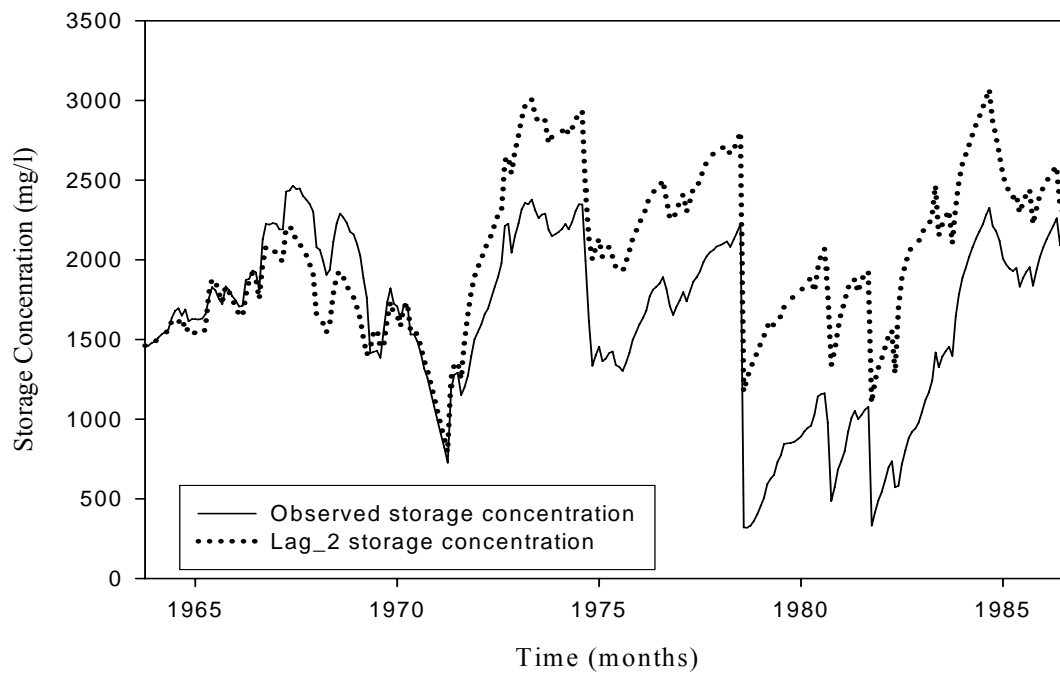 Storage Concenration (mg/l)
3500
3000
2500
2000
1500
1000
500
0
Observed storage concentration
Lag_2 storage concentration
1965 1970 1975 1980 1985
Time (months)